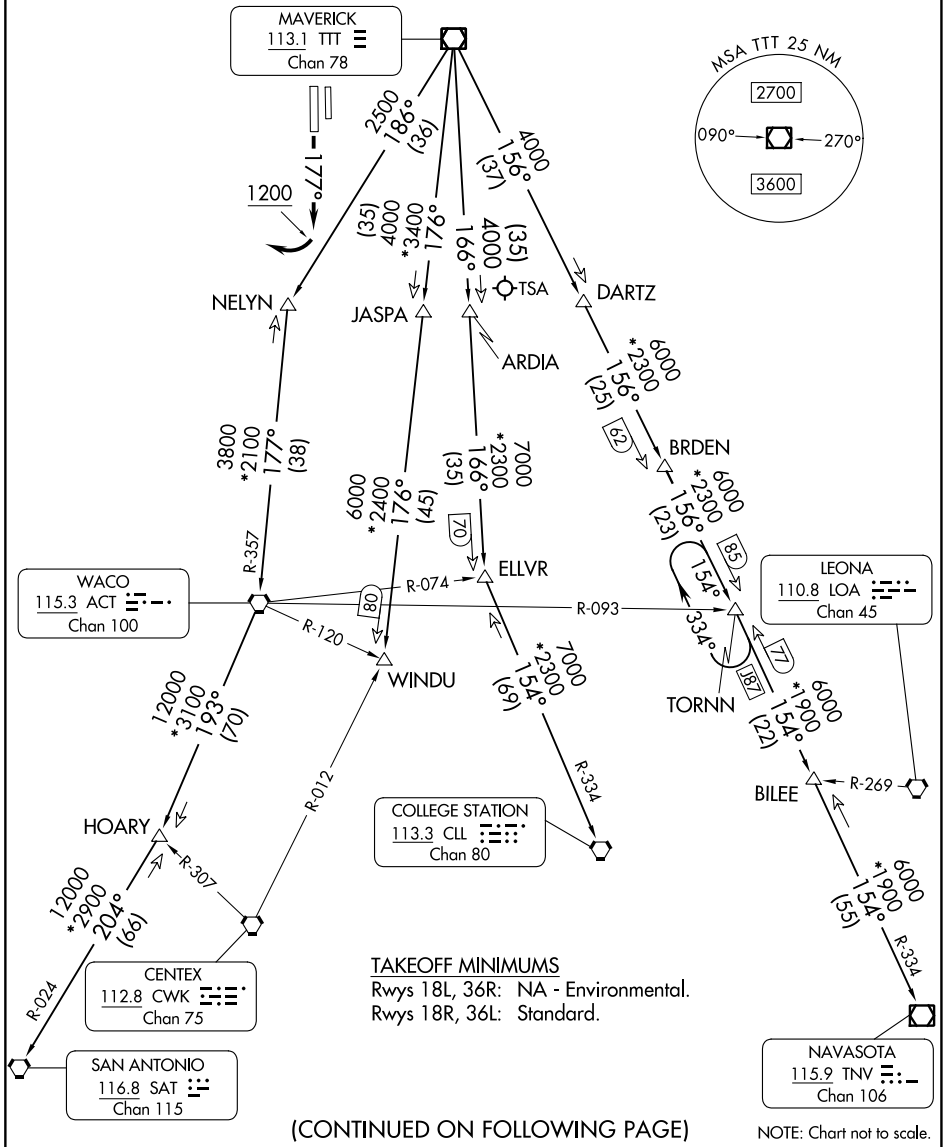 MAVERICK
113.1 TTT
Chan 78
MSA TTT 25 NM
2700
090°
270°
3600
177°
1200
2500
186°
(36)
(35)
4000
*3400
176°
(35)
4000
166°
4000
156°
(37)
TSA
NELYN
JASPA
ARDIA
DARTZ
6000
*2300
156°
(25)
62
BRDEN
3800
*2100
177°
(38)
R-357
6000
*2400
176°
(45)
80
7000
*2300
166°
(35)
70
ELLVR
6000
*2300
156°
(23)
85
154°
334°
WACO
115.3 ACT
Chan 100
R-074
R-093
R-120
WINDU
LEONA
110.8 LOA
Chan 45
77
J87
TORNN
12000
*3100
193°
(70)
7000
*2300
154°
(69)
R-334
6000
*1900
154°
(22)
BILEE
R-269
HOARY
R-307
R-012
COLLEGE STATION
113.3 CLL
Chan 80
12000
*2900
204°
(66)
R-024
6000
*1900
154°
(55)
R-334
CENTEX
112.8 CWK
Chan 75
TAKEOFF MINIMUMS
Rwys 18L, 36R: NA - Environmental.
Rwys 18R, 36L: Standard.
SAN ANTONIO
116.8 SAT
Chan 115
NAVASOTA
115.9 TNV
Chan 106
(CONTINUED ON FOLLOWING PAGE)
NOTE: Chart not to scale.